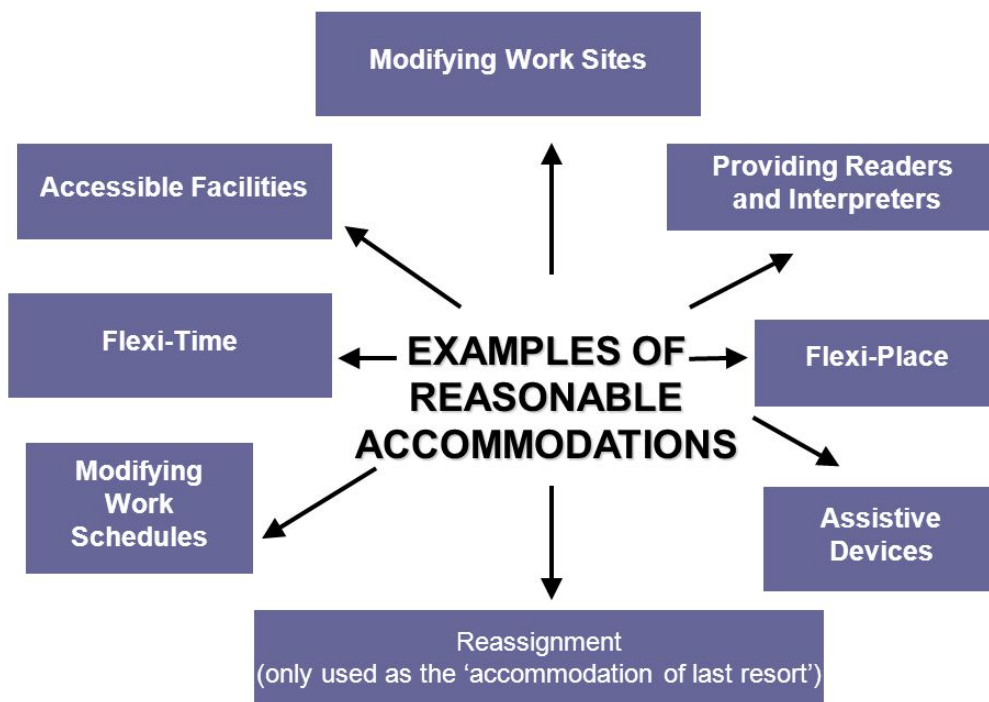 Modifying Work Sites
Accessible Facilities
Providing Readers
and Interpreters
Flexi-Time
EXAMPLES OF
REASONABLE
ACCOMMODATIONS
Flexi-Place
Modifying
Work
Schedules
Assistive
Devices
Reassignment
(only used as the ‘accommodation of last resort’)